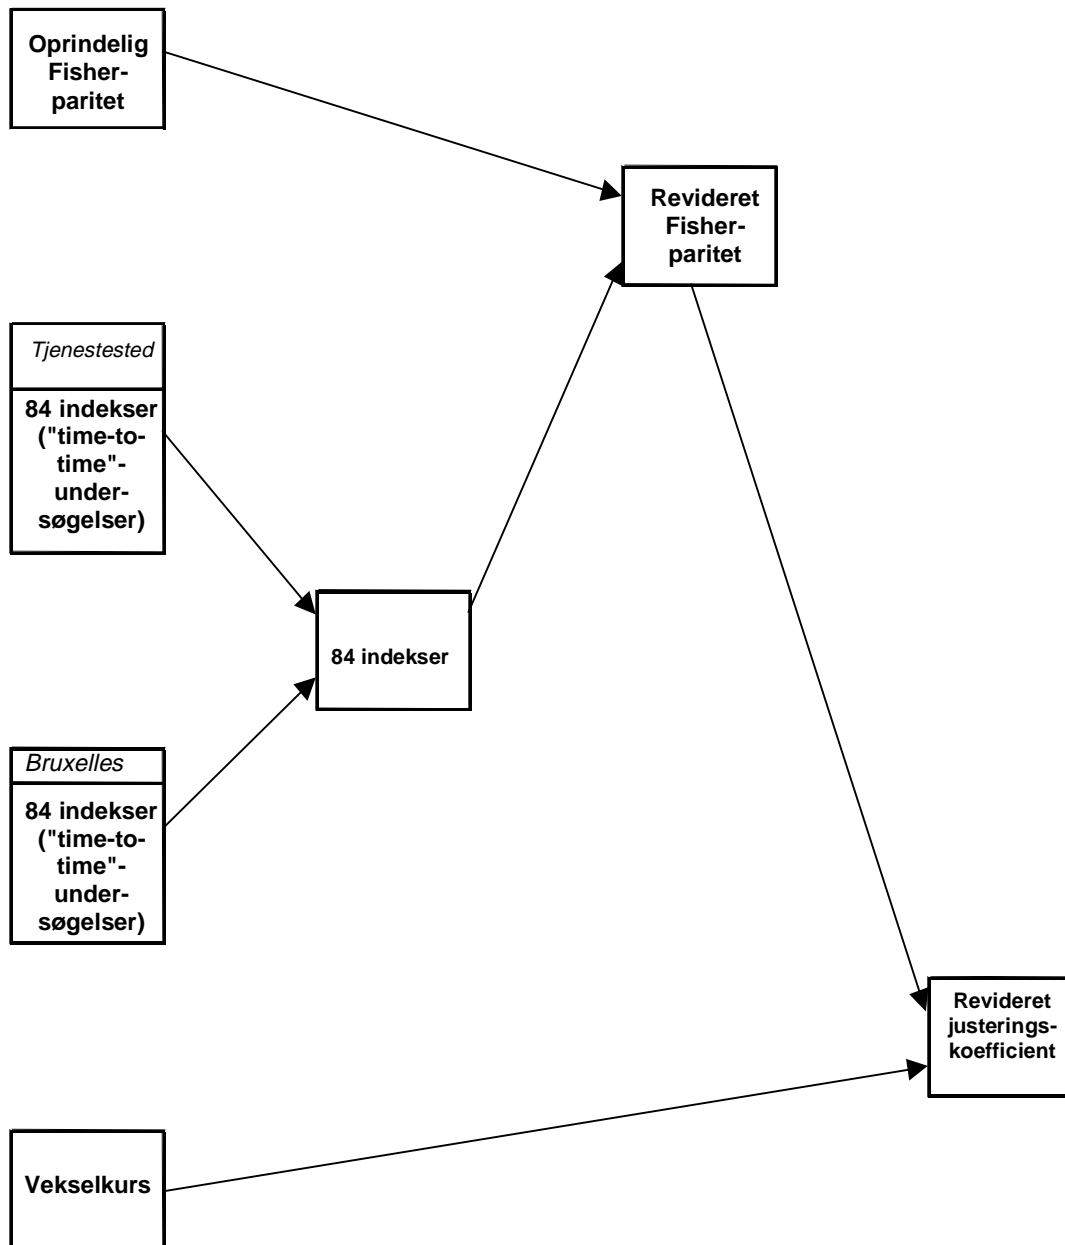 Oprindelig
Fisher-
paritet
Revideret
Fisher-
paritet
Tjenestested
84 indekser
("time-to-
time"-
under-
søgelser)
84 indekser
Bruxelles
84 indekser
("time-to-
time"-
under-
søgelser)
Revideret
justerings-
koefficient
Vekselkurs